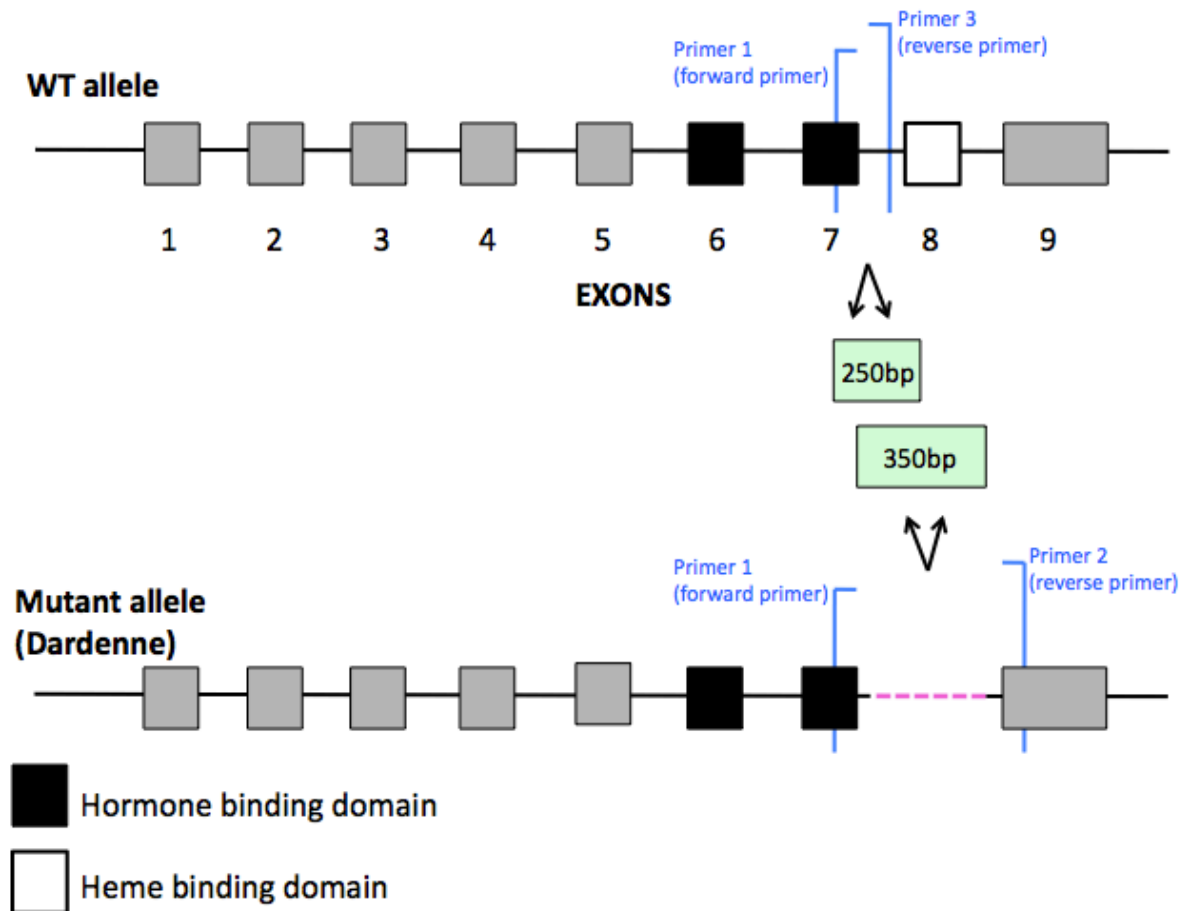 Primer 3
(reverse primer)
Primer 1
(forward primer)
WT allele
1 2 3 4 5 6 7 8 9
EXONS
250bp
350bp
Primer 1
(forward primer)
Primer 2
(reverse primer)
Mutant allele
(Dardenne)
Hormone binding domain
Heme binding domain